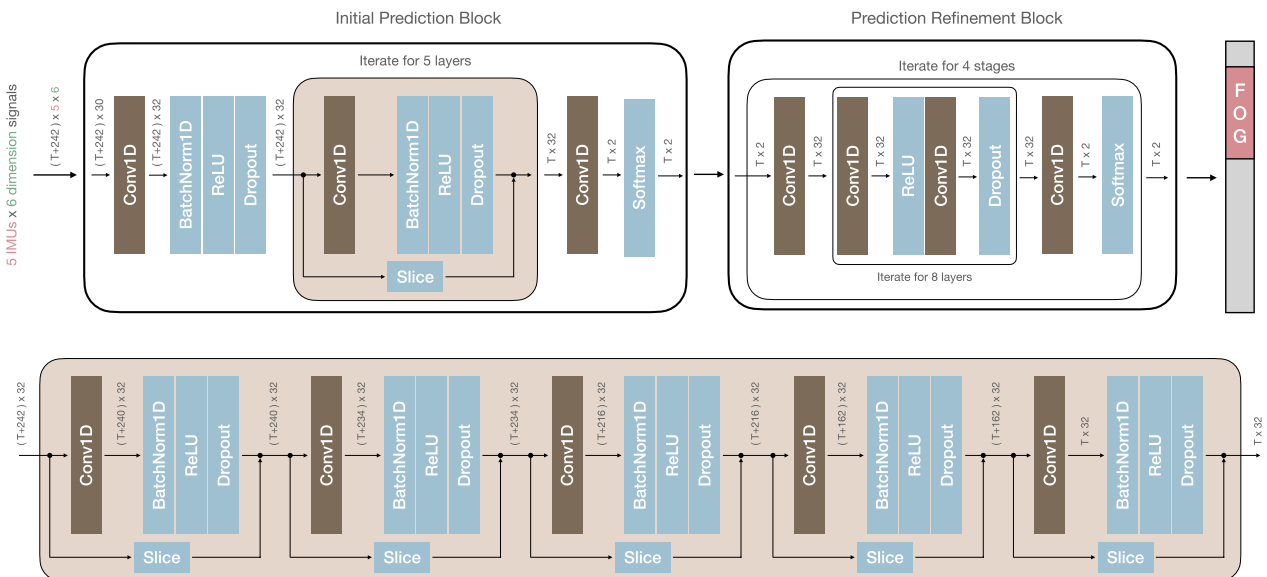 Initial Prediction Block
Prediction Refinement Block
Iterate for 5 layers
Iterate for 4 stages
5 IMUs x 6 dimension signals
( T+242 ) x 5 x 6
( T+242 ) x 30
Conv1D
( T+242 ) x 32
BatchNorm1D
ReLU
Dropout
( T+242 ) x 32
Conv1D
BatchNorm1D
ReLU
Dropout
Slice
T x 32
Conv1D
T x 2
Softmax
T x 2
T x 2
Conv1D
T x 32
Conv1D
T x 32
ReLU
Conv1D
T x 32
Dropout
T x 32
Conv1D
T x 2
Softmax
T x 2
Iterate for 8 layers
F
O
G
( T+242 ) x 32
Conv1D
( T+240 ) x 32
BatchNorm1D
ReLU
Dropout
Slice
( T+240 ) x 32
Conv1D
( T+234 ) x 32
BatchNorm1D
ReLU
Dropout
Slice
( T+234 ) x 32
Conv1D
( T+216 ) x 32
BatchNorm1D
ReLU
Dropout
Slice
( T+216 ) x 32
Conv1D
( T+162 ) x 32
BatchNorm1D
ReLU
Dropout
Slice
( T+162 ) x 32
Conv1D
T x 32
BatchNorm1D
ReLU
Dropout
Slice
T x 32